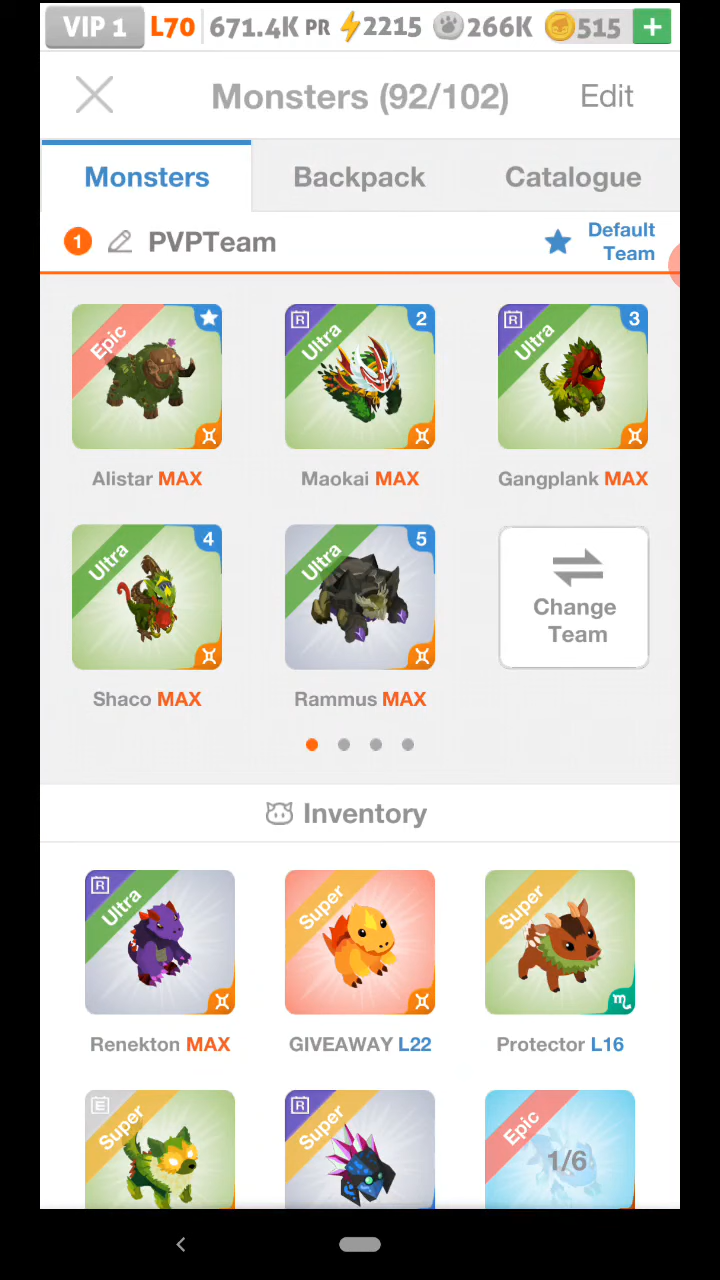 VIP 1 L70 671.4K PR 2215 266K 515 +
Monsters (92/102) Edit
Monsters Backpack Catalogue
1 PVPTeam Default Team
Epic
R Ultra 2
R Ultra 3
Alistar MAX Maokai MAX Gangplank MAX
Ultra 4
Ultra 5
Change
Team
Shaco MAX Rammus MAX
Inventory
R Ultra
Super
Super
Renekton MAX GIVEAWAY L22 Protector L16
E Super
R Super
Epic 1/6